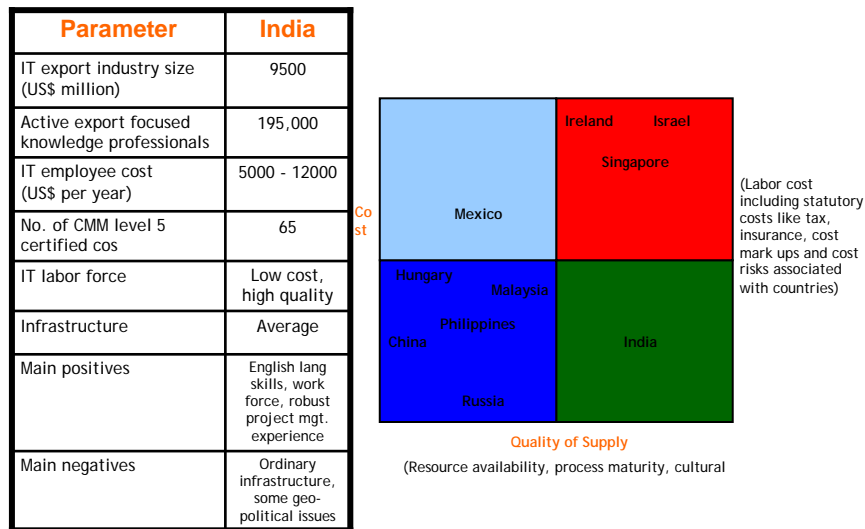 Parameter India
IT export industry size
(US$ million)
9500
Active export focused
knowledge professionals
195,000
IT employee cost
(US$ per year)
5000 - 12000
No. of CMM level 5
certified cos
65
IT labor force
Low cost,
high quality
Infrastructure
Average
Main positives
English lang
skills, work
force, robust
project mgt.
experience
Main negatives
Ordinary
infrastructure,
some geo-
political issues
Co
st
Ireland Israel
Singapore
Mexico
Hungary
Malaysia
Philippines
China
Russia
India
(Labor cost
including statutory
costs like tax,
insurance, cost
mark ups and cost
risks associated
with countries)
Quality of Supply
(Resource availability, process maturity, cultural